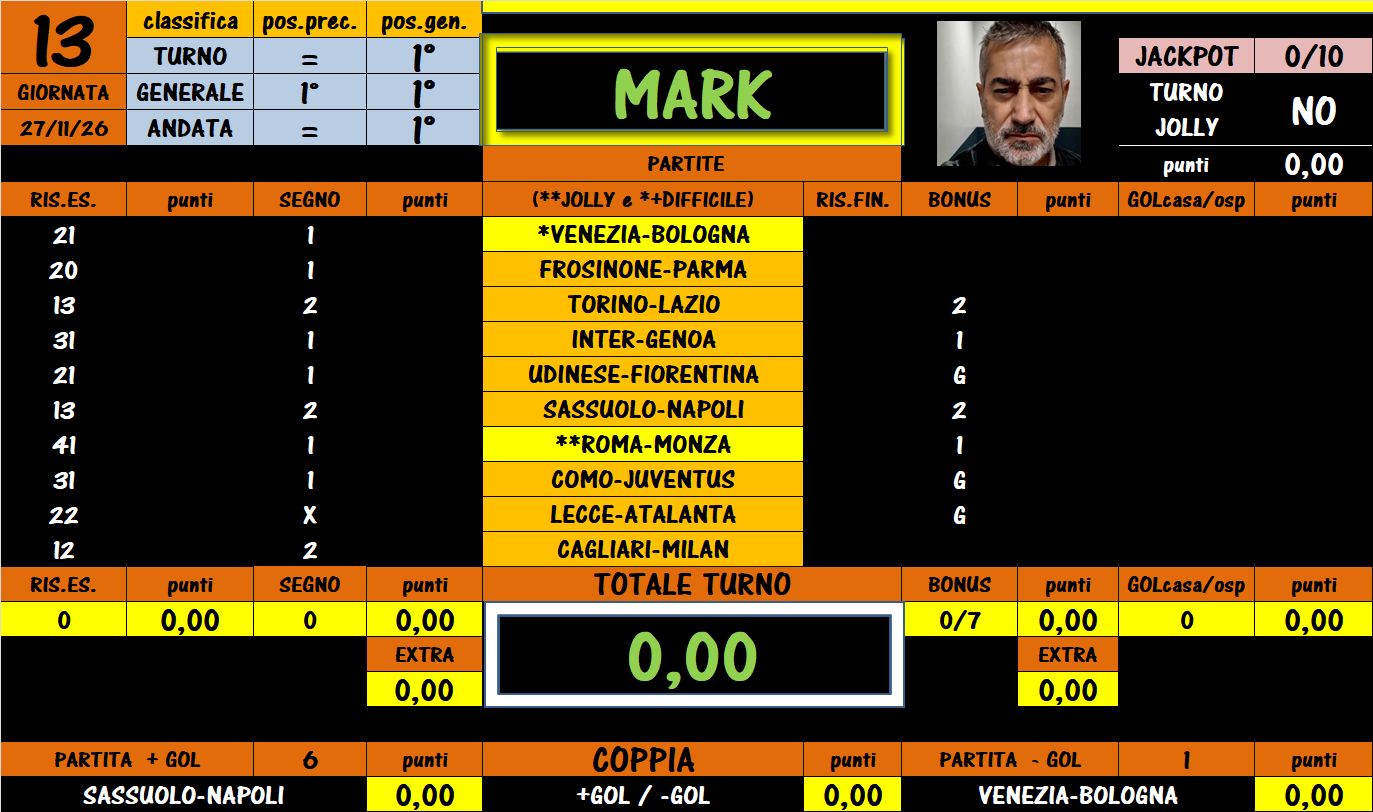 13 classifica pos.prec. pos.gen.
TURNO = 1°
GIORNATA GENERALE 1° 1°
27/11/26 ANDATA = 1°
MARK
JACKPOT 0/10
TURNO JOLLY NO
punti 0,00
PARTITE
RIS.ES. punti SEGNO punti (**JOLLY e *+DIFFICILE) RIS.FIN. BONUS punti GOLcasa/osp punti
21 1 *VENEZIA-BOLOGNA
20 1 FROSINONE-PARMA
13 2 TORINO-LAZIO 2
31 1 INTER-GENOA 1
21 1 UDINESE-FIORENTINA G
13 2 SASSUOLO-NAPOLI 2
41 1 **ROMA-MONZA 1
31 1 COMO-JUVENTUS G
22 X LECCE-ATALANTA G
12 2 CAGLIARI-MILAN
RIS.ES. punti SEGNO punti TOTALE TURNO BONUS punti GOLcasa/osp punti
0 0,00 0 0,00 0,00 0/7 0,00 0 0,00
EXTRA EXTRA
0,00 0,00
PARTITA + GOL 6 punti COPPIA punti PARTITA - GOL 1 punti
SASSUOLO-NAPOLI 0,00 +GOL / -GOL 0,00 VENEZIA-BOLOGNA 0,00